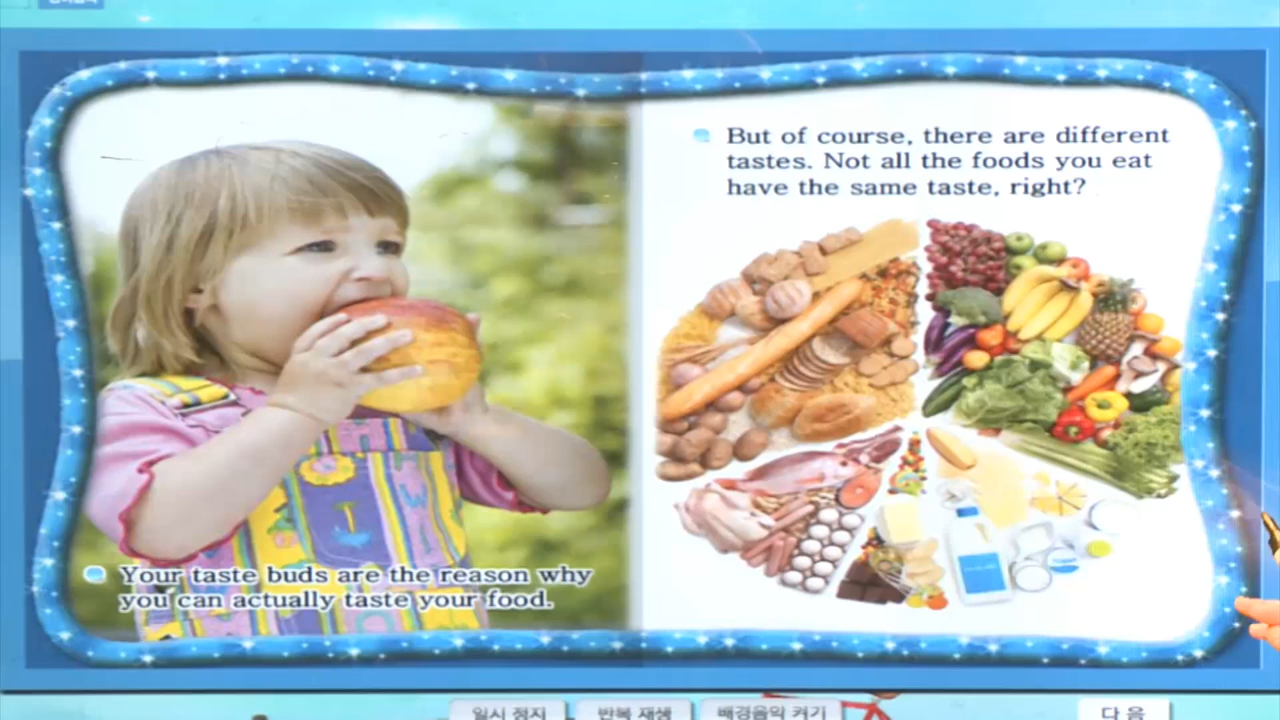 Your taste buds are the reason why
you can actually taste your food.
But of course, there are different
tastes. Not all the foods you eat
have the same taste, right?
일시 정지
반복 재생
배경음악 켜기
다 음